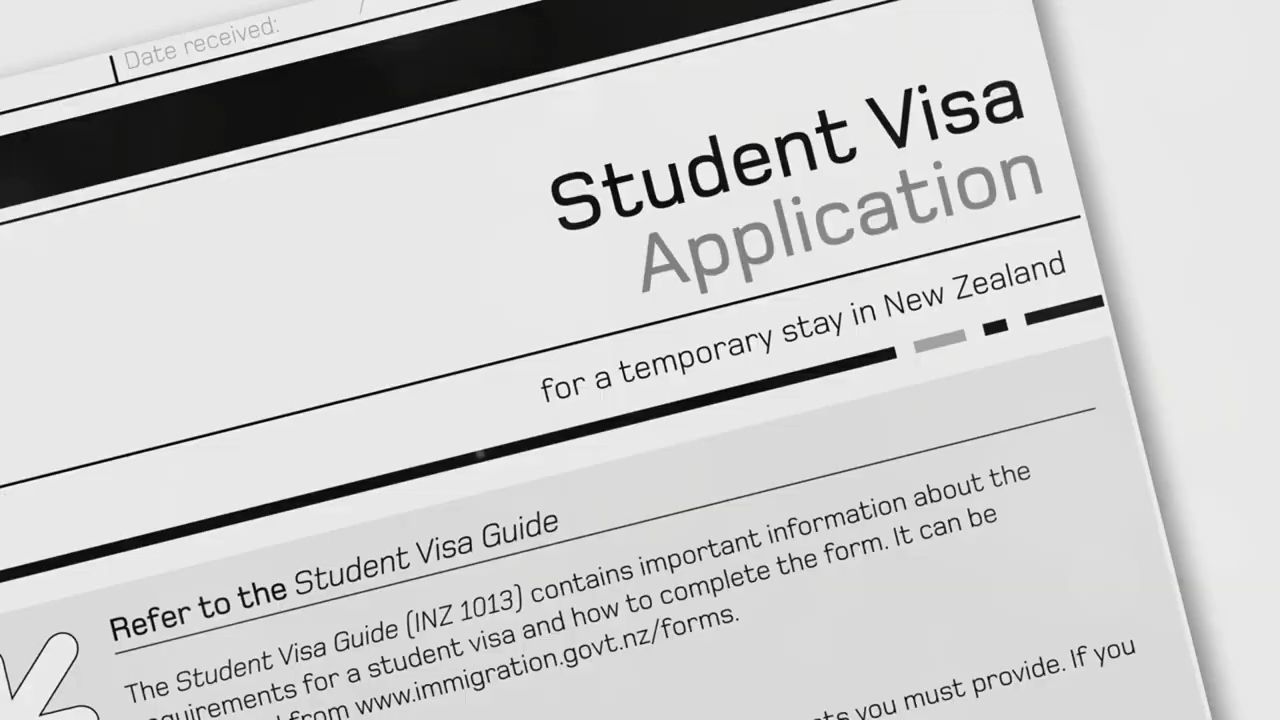 Date received: /
Student Visa
Application
for a temporary stay in New Zealand
Refer to the Student Visa Guide
The Student Visa Guide (INZ 1013) contains important information about the
for a student visa and how to complete the form. It can be
from www.immigration.govt.nz/forms.
you must provide. If you